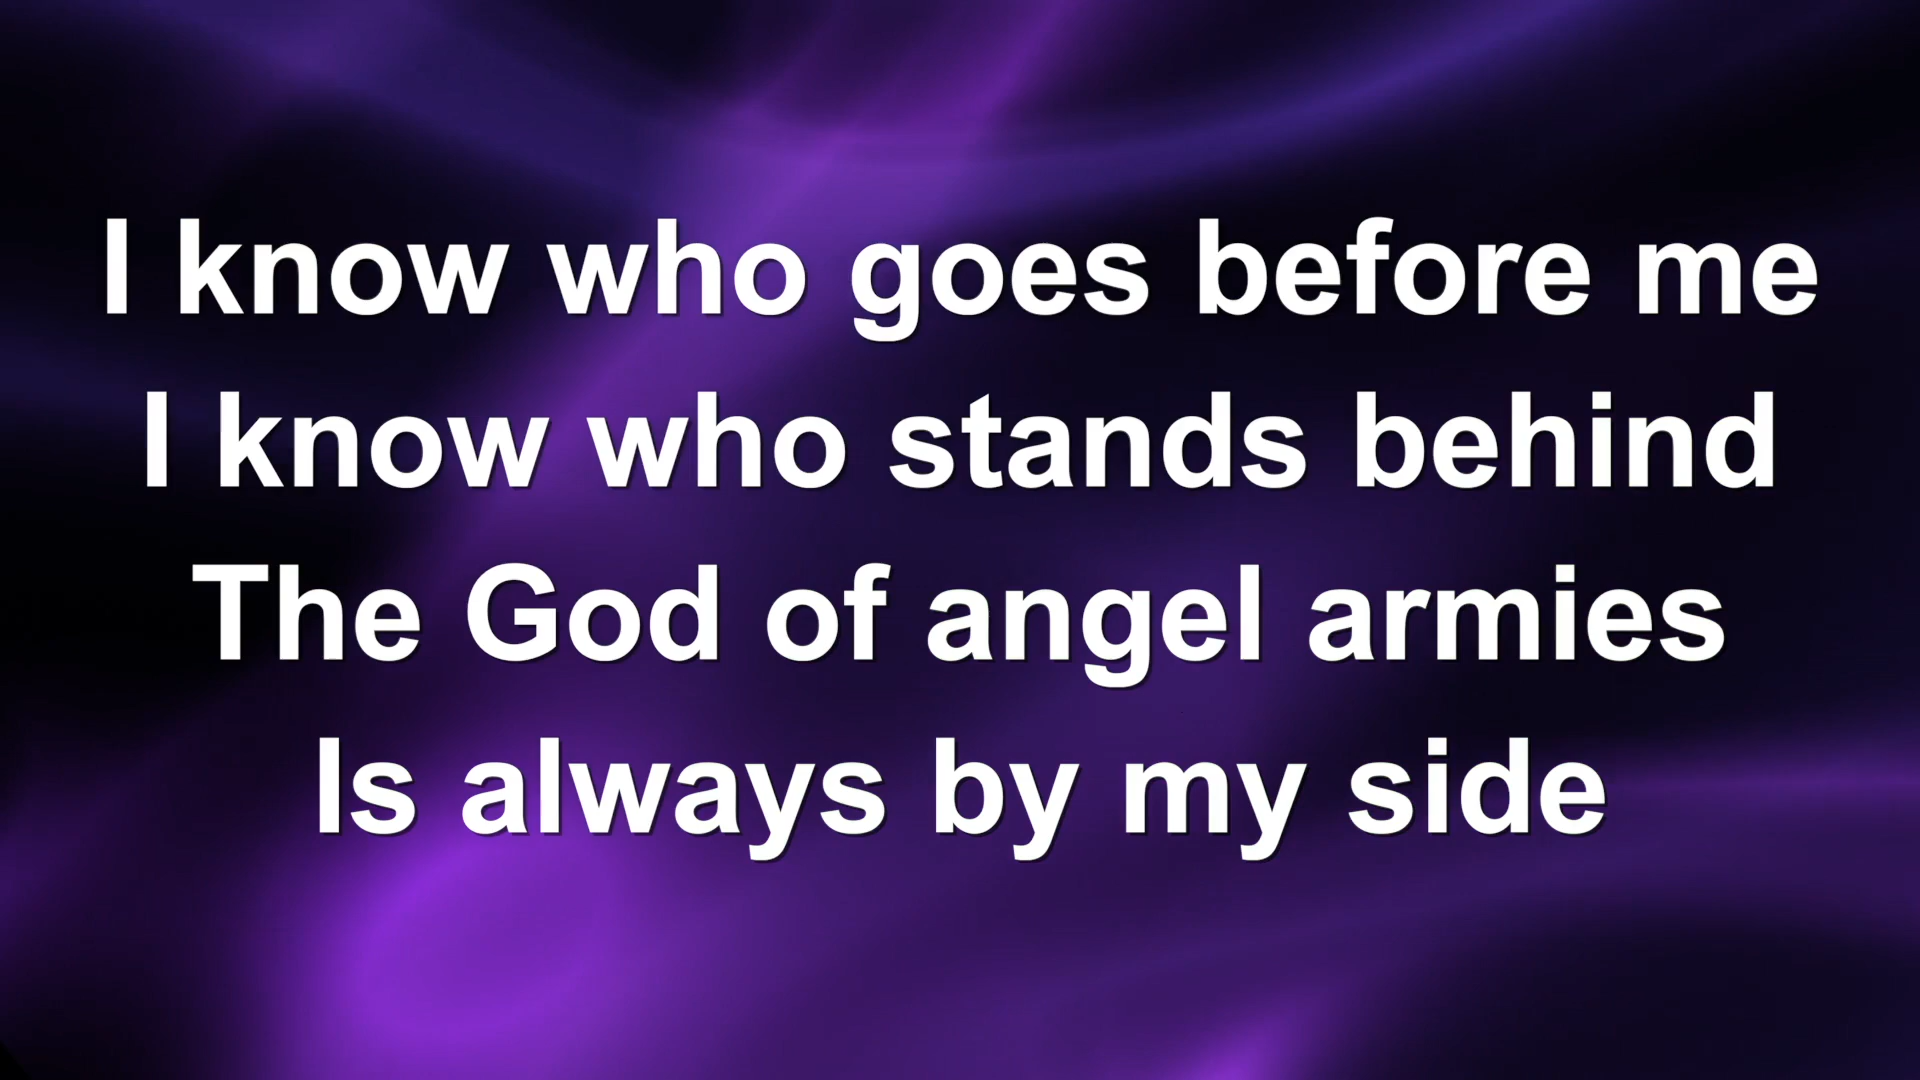 I know who goes before me
I know who stands behind
The God of angel armies
Is always by my side